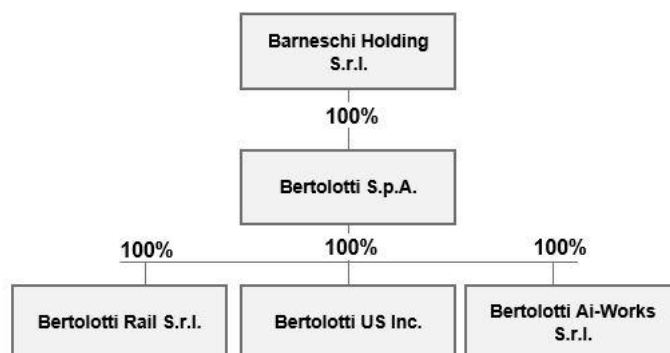 Barneschi Holding
S.r.l.
100%
Bertolotti S.p.A.
100%
100%
100%
Bertolotti Rail S.r.l.
Bertolotti US Inc.
Bertolotti Ai-Works
S.r.l.